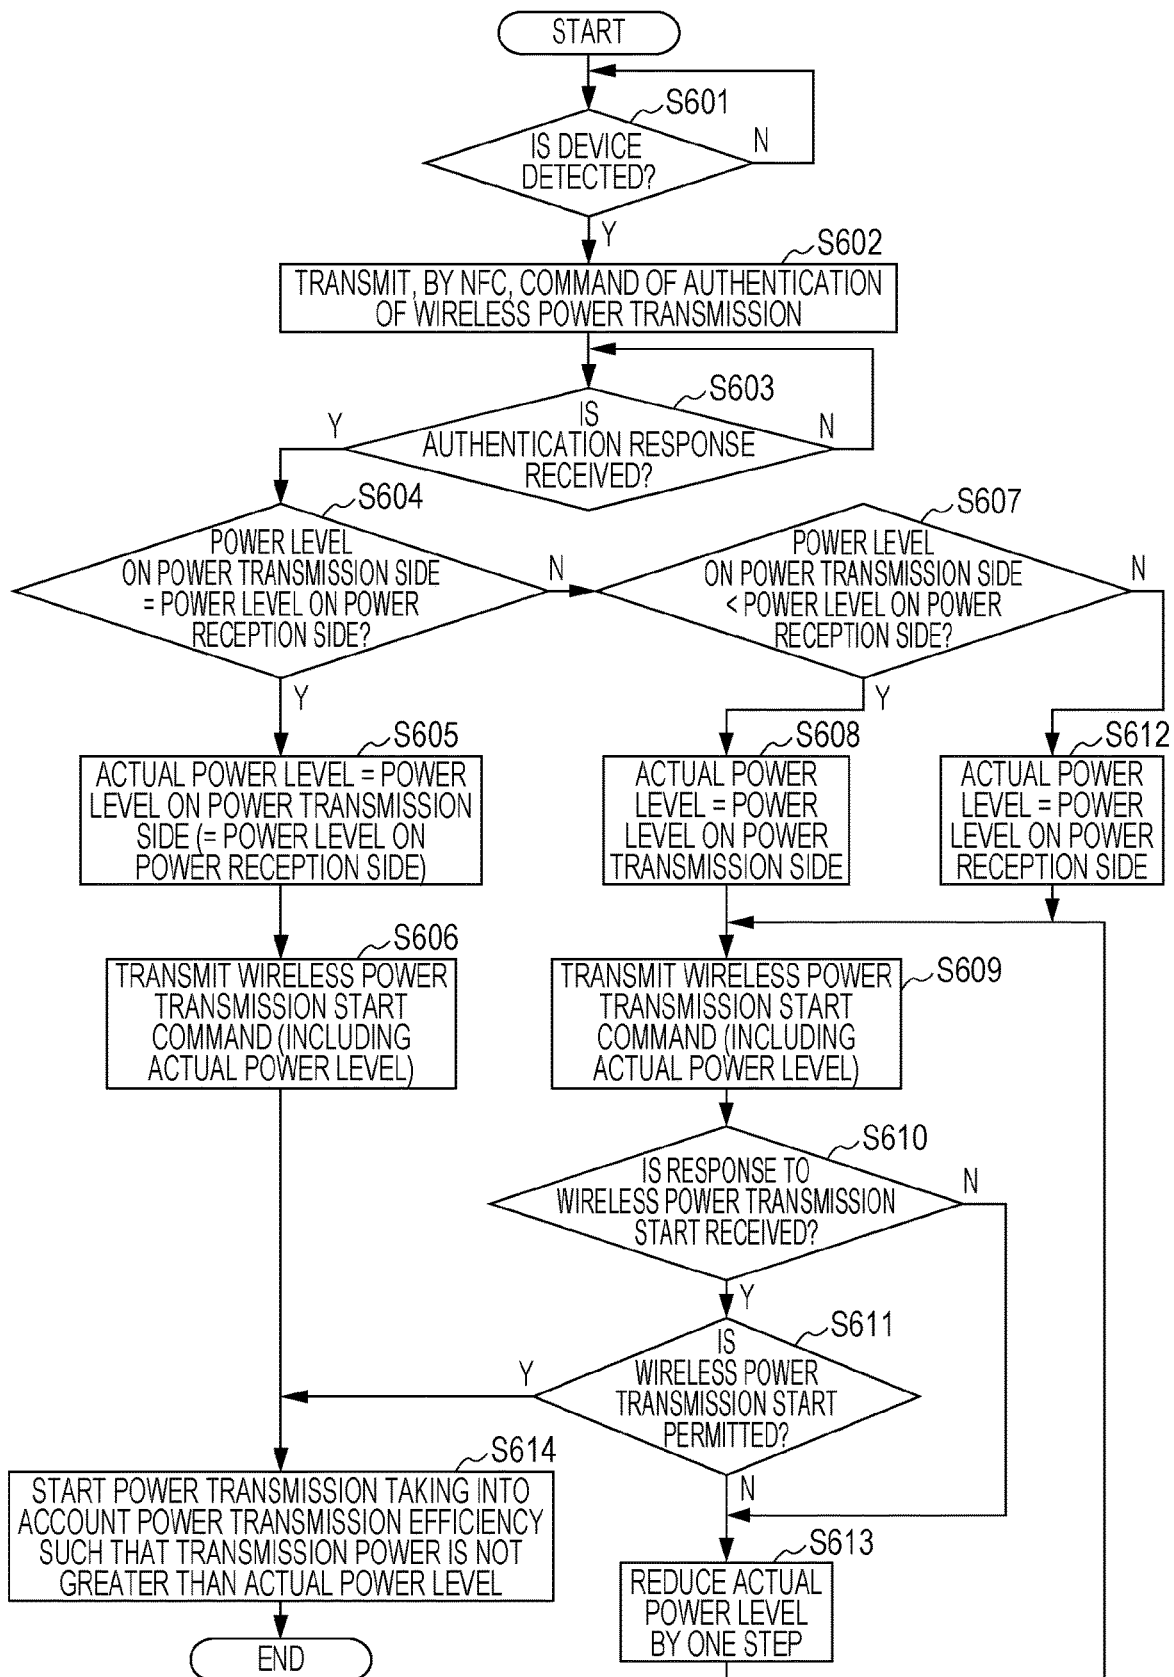 START
S601
IS DEVICE
DETECTED?
N
Y
S602
TRANSMIT, BY NFC, COMMAND OF AUTHENTICATION
OF WIRELESS POWER TRANSMISSION
S603
IS
AUTHENTICATION RESPONSE
RECEIVED?
Y
N
S604
POWER LEVEL
ON POWER TRANSMISSION SIDE
= POWER LEVEL ON POWER
RECEPTION SIDE?
N
Y
S607
POWER LEVEL
ON POWER TRANSMISSION SIDE
< POWER LEVEL ON POWER
RECEPTION SIDE?
N
Y
S605
ACTUAL POWER LEVEL = POWER
LEVEL ON POWER TRANSMISSION
SIDE (= POWER LEVEL ON
POWER RECEPTION SIDE)
S608
ACTUAL POWER
LEVEL = POWER
LEVEL ON POWER
TRANSMISSION SIDE
S612
ACTUAL POWER
LEVEL = POWER
LEVEL ON POWER
RECEPTION SIDE
S606
TRANSMIT WIRELESS POWER
TRANSMISSION START
COMMAND (INCLUDING
ACTUAL POWER LEVEL)
S609
TRANSMIT WIRELESS POWER
TRANSMISSION START
COMMAND (INCLUDING
ACTUAL POWER LEVEL)
S610
IS RESPONSE TO
WIRELESS POWER TRANSMISSION
START RECEIVED?
N
Y
S611
IS
WIRELESS POWER
TRANSMISSION START
PERMITTED?
Y
N
S614
START POWER TRANSMISSION TAKING INTO
ACCOUNT POWER TRANSMISSION EFFICIENCY
SUCH THAT TRANSMISSION POWER IS NOT
GREATER THAN ACTUAL POWER LEVEL
S613
REDUCE ACTUAL
POWER LEVEL
BY ONE STEP
END